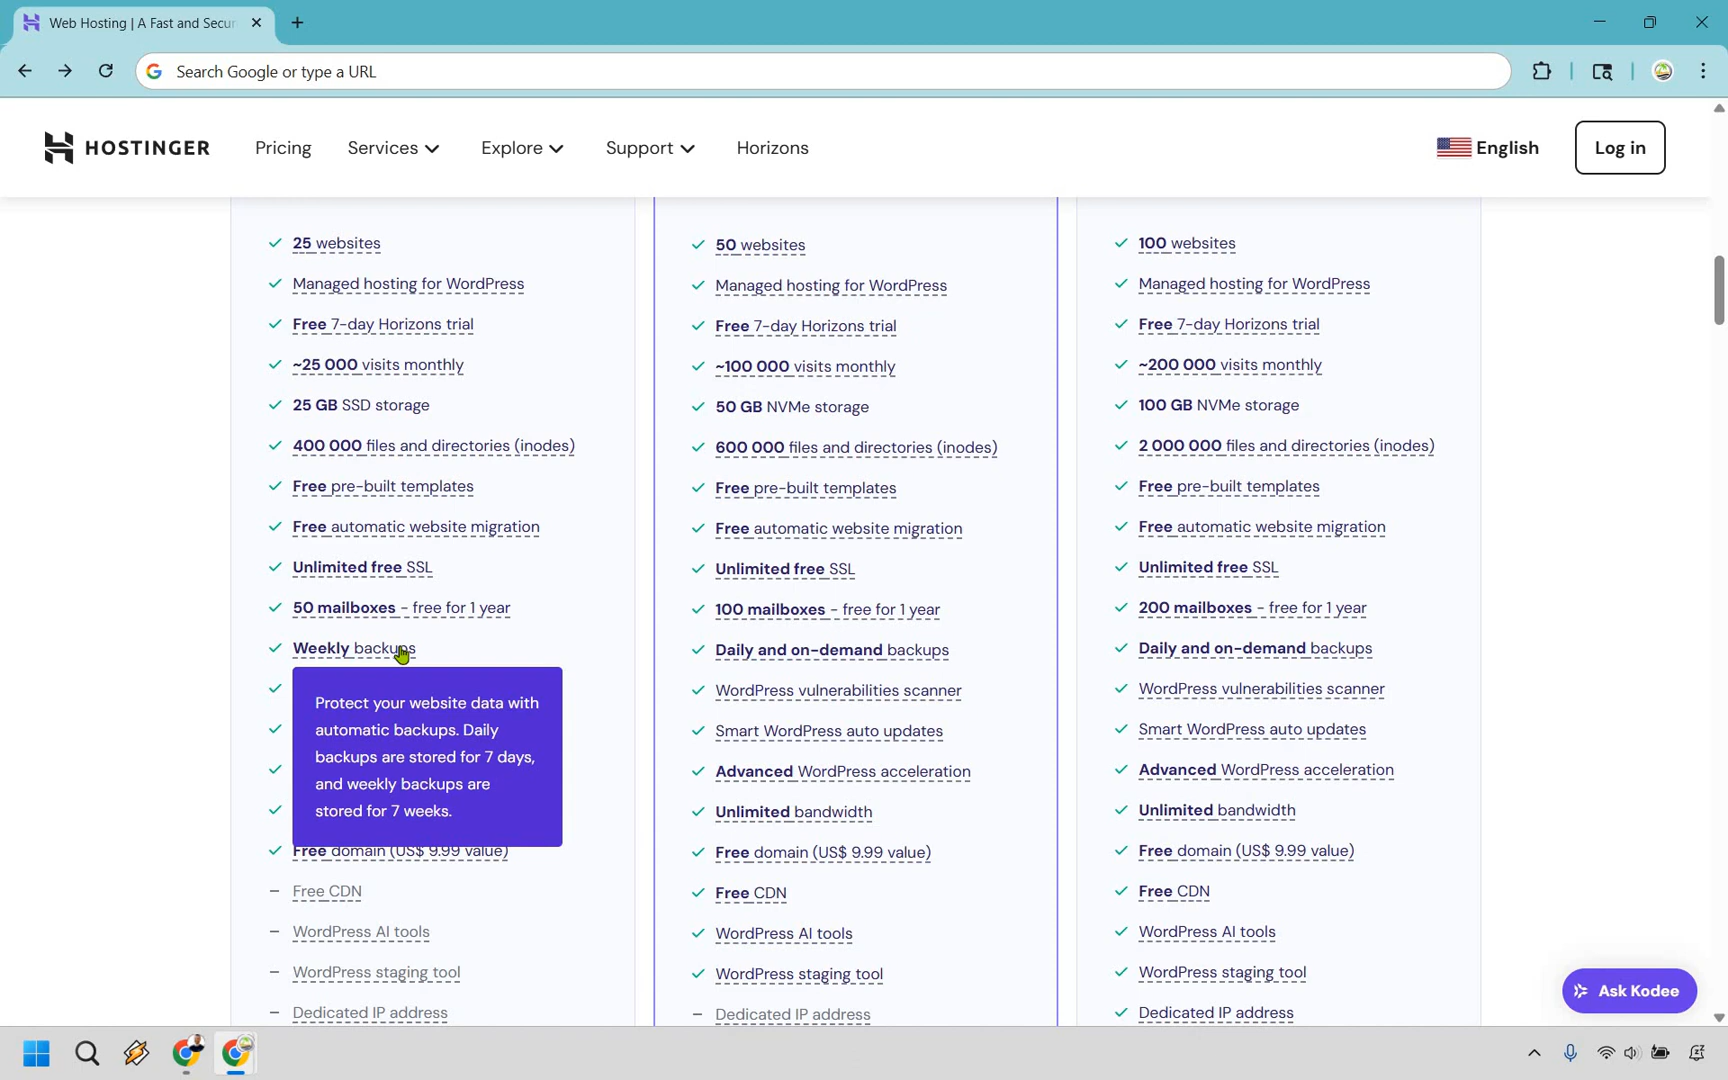 Web Hosting | A Fast and Secur
Search Google or type a URL
HOSTINGER
Pricing
Services
Explore
Support
Horizons
English
Log in
25 websites
Managed hosting for WordPress
Free 7-day Horizons trial
~25 000 visits monthly
25 GB SSD storage
400 000 files and directories (inodes)
Free pre-built templates
Free automatic website migration
Unlimited free SSL
50 mailboxes - free for 1 year
Weekly backups
Protect your website data with
automatic backups. Daily
backups are stored for 7 days,
and weekly backups are
stored for 7 weeks.
Free domain (US$ 9.99 value)
Free CDN
WordPress AI tools
WordPress staging tool
Dedicated IP address
50 websites
Managed hosting for WordPress
Free 7-day Horizons trial
~100 000 visits monthly
50 GB NVMe storage
600 000 files and directories (inodes)
Free pre-built templates
Free automatic website migration
Unlimited free SSL
100 mailboxes - free for 1 year
Daily and on-demand backups
WordPress vulnerabilities scanner
Smart WordPress auto updates
Advanced WordPress acceleration
Unlimited bandwidth
Free domain (US$ 9.99 value)
Free CDN
WordPress AI tools
WordPress staging tool
Dedicated IP address
100 websites
Managed hosting for WordPress
Free 7-day Horizons trial
~200 000 visits monthly
100 GB NVMe storage
2 000 000 files and directories (inodes)
Free pre-built templates
Free automatic website migration
Unlimited free SSL
200 mailboxes - free for 1 year
Daily and on-demand backups
WordPress vulnerabilities scanner
Smart WordPress auto updates
Advanced WordPress acceleration
Unlimited bandwidth
Free domain (US$ 9.99 value)
Free CDN
WordPress AI tools
WordPress staging tool
Dedicated IP address
Ask Kodee